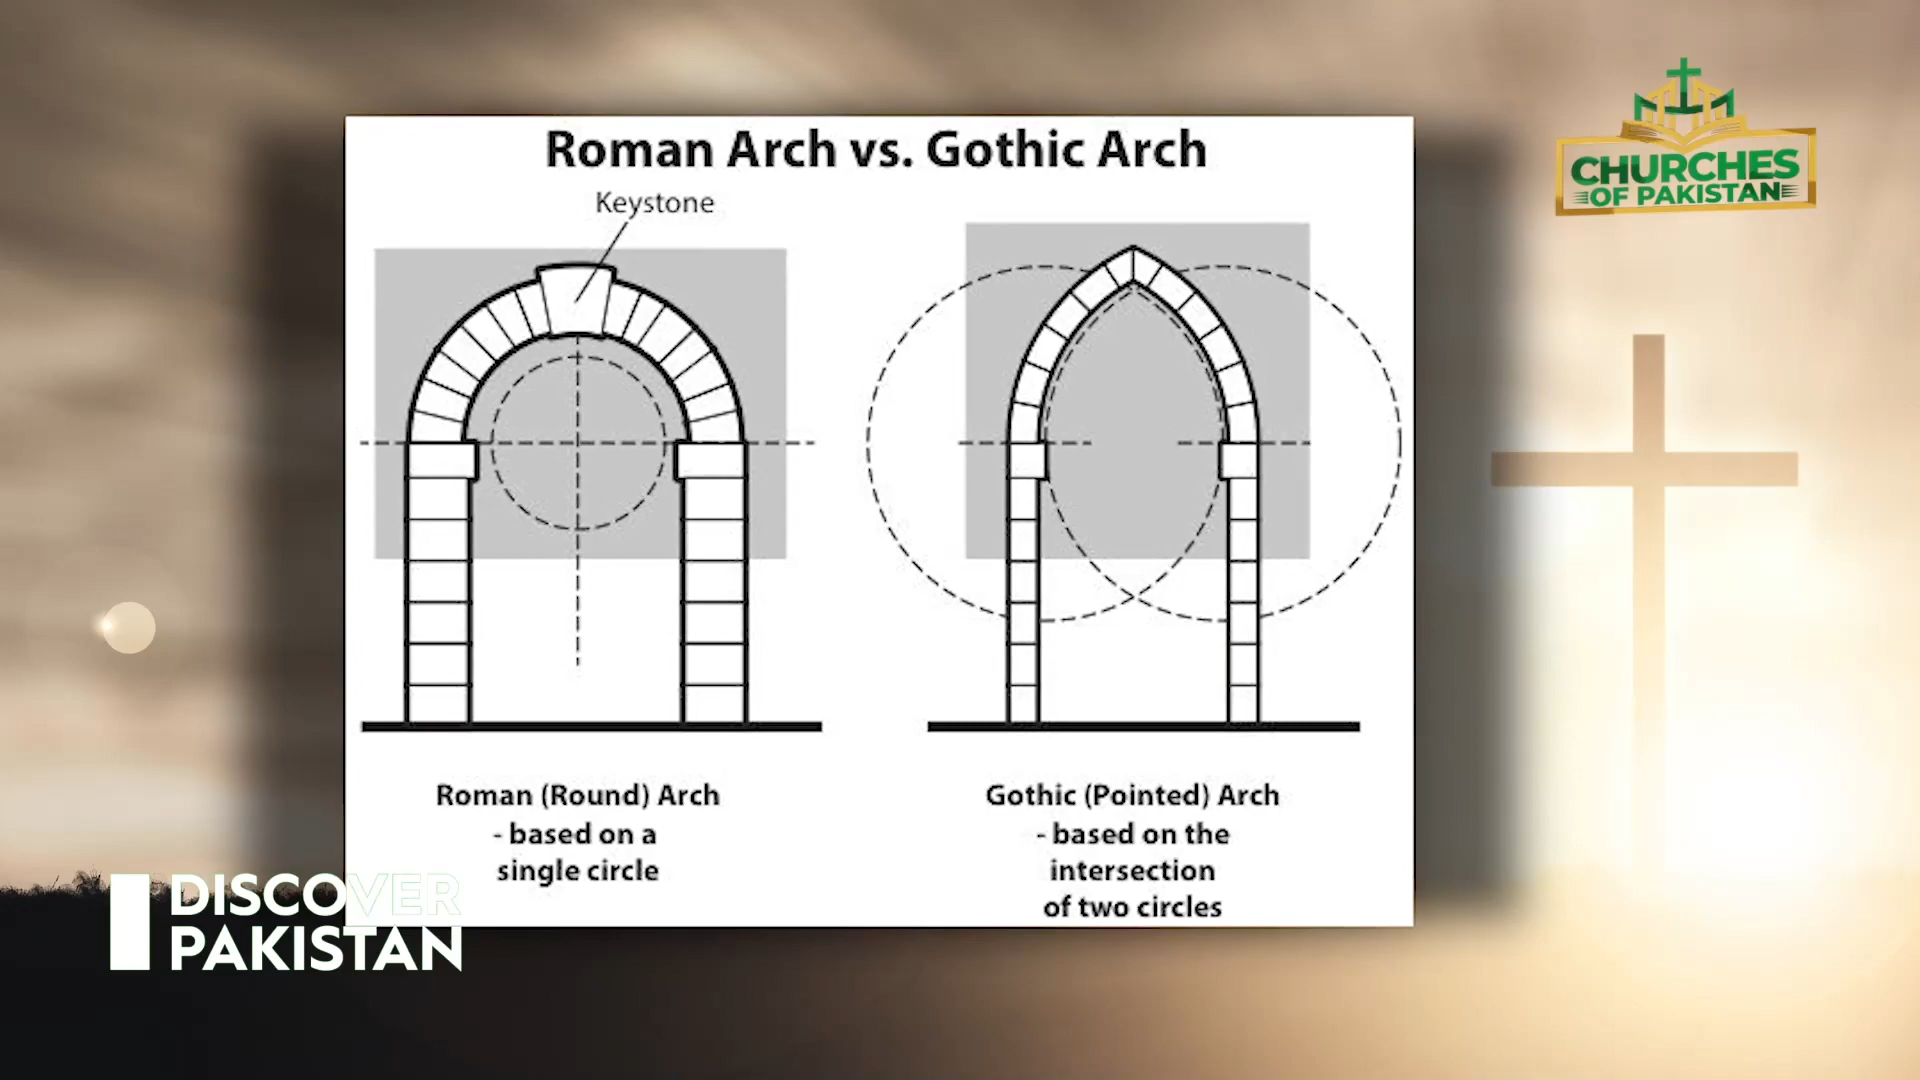 Roman Arch vs. Gothic Arch
Keystone
Roman (Round) Arch
- based on a
single circle
Gothic (Pointed) Arch
- based on the
intersection
of two circles
CHURCHES
OF PAKISTAN
DISCOVER
PAKISTAN